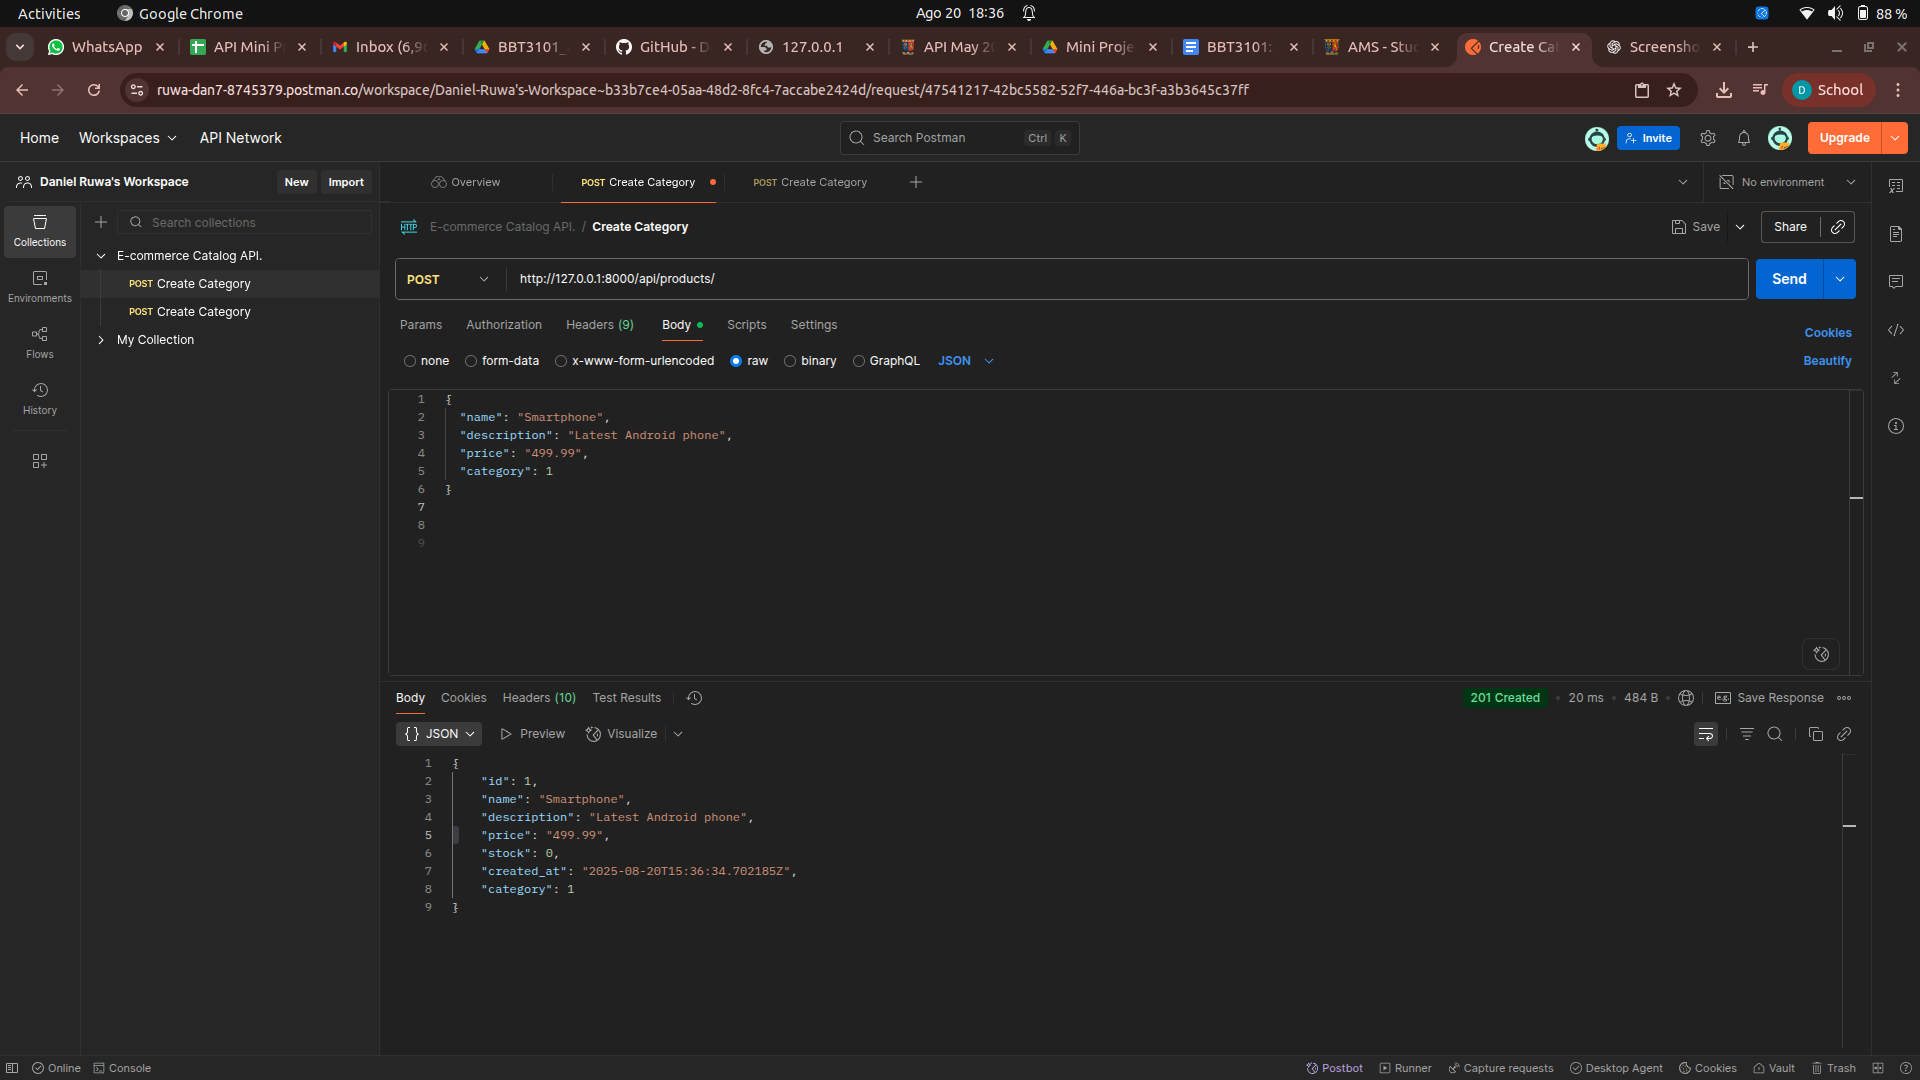 Activities
Google Chrome
Ago 20 18:36
88 %
WhatsApp
API Mini P
Inbox (6,9
BBT3101_
GitHub - D
127.0.0.1
API May 20
Mini Proje
BBT3101:
AMS - Stud
Create Cat
Screensho
ruwa-dan7-8745379.postman.co/workspace/Daniel-Ruwa's-Workspace~b33b7ce4-05aa-48d2-8fc4-7accabe2424d/request/47541217-42bc5582-52f7-446a-bc3f-a3b3645c37ff
D School
Home Workspaces API Network
Search Postman Ctrl K
Invite
Upgrade
Daniel Ruwa's Workspace
New Import
Overview
POST Create Category
POST Create Category
No environment
Collections
Environments
Flows
History
Search collections
E-commerce Catalog API.
POST Create Category
POST Create Category
My Collection
HTTP E-commerce Catalog API. / Create Category
Save Share
POST http://127.0.0.1:8000/api/products/
Send
Params Authorization Headers (9) Body Scripts Settings
Cookies
none form-data x-www-form-urlencoded raw binary GraphQL JSON
Beautify
1 {
2 "name": "Smartphone",
3 "description": "Latest Android phone",
4 "price": "499.99",
5 "category": 1
6 }
7
8
9
Body Cookies Headers (10) Test Results
201 Created • 20 ms • 484 B
e.g. Save Response
{} JSON Preview Visualize
1 {
2 "id": 1,
3 "name": "Smartphone",
4 "description": "Latest Android phone",
5 "price": "499.99",
6 "stock": 0,
7 "created_at": "2025-08-20T15:36:34.702185Z",
8 "category": 1
9 }
Online Console
Postbot Runner Capture requests Desktop Agent Cookies Vault Trash